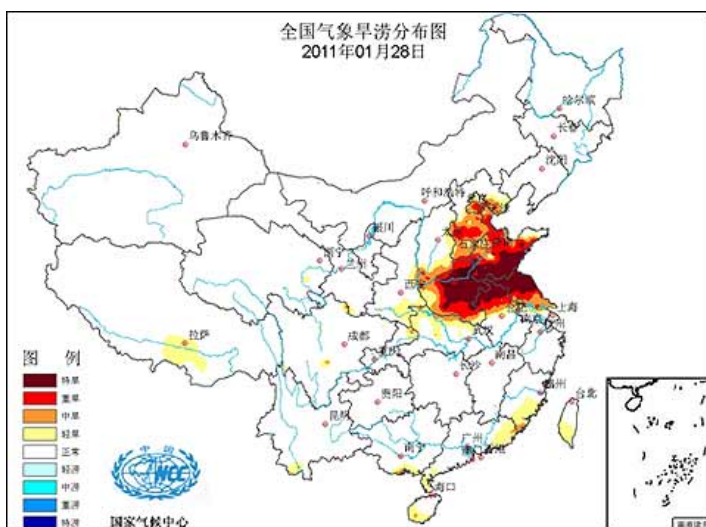 全国气象旱涝分布图
2011年01月28日
哈尔滨
长春
乌鲁木齐
沈阳
呼和浩特
银川
西宁
兰州
上海
拉萨
成都
武汉
南昌
长沙
台北
福州
贵阳
昆明
广州
南宁
海口
图 例
特旱
重旱
中旱
轻旱
正常
轻涝
中涝
重涝
特涝
中 国
NCC
国家气候中心